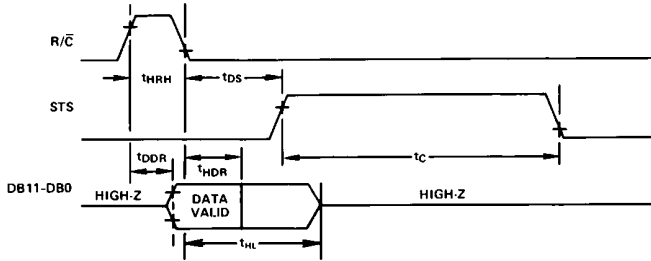 R/C̅
tHRH
tDS
STS
tC
tDDR
tHDR
DB11-DB0
HIGH-Z
DATA
VALID
HIGH-Z
tHL